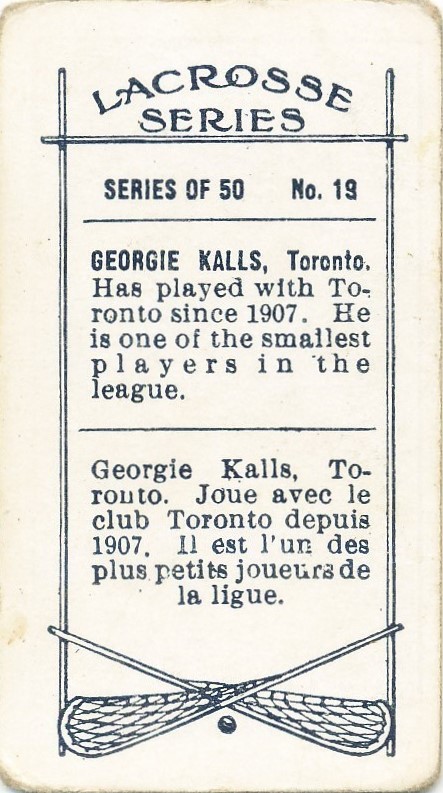 LACROSSE
SERIES
SERIES OF 50 No. 19
GEORGIE KALLS, Toronto.
Has played with To-
ronto since 1907. He
is one of the smallest
players in the
league.
Georgie Kalls, To-
ronto. Joue avec le
club Toronto depuis
1907. Il est l'un des
plus petits joueurs de
la ligue.